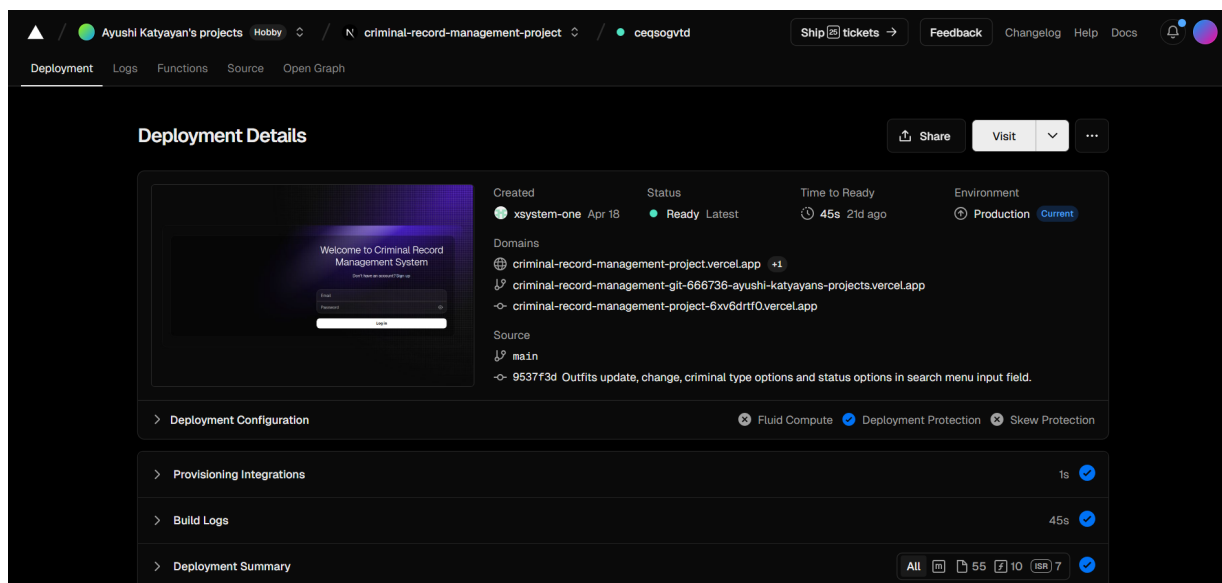 Ayushi Katyayan's projects Hobby criminal-record-management-project ceqsogvtd Ship 25 tickets → Feedback Changelog Help Docs
Deployment Logs Functions Source Open Graph
Deployment Details Share Visit ...
Created Status Time to Ready Environment
xsystem-one Apr 18 Ready Latest 45s 21d ago Production Current
Welcome to Criminal Record
Management System
Don't have an account? Sign up
Email
Password
Log in
Domains
criminal-record-management-project.vercel.app +1
criminal-record-management-git-666736-ayushi-katyayans-projects.vercel.app
criminal-record-management-project-6xv6drtf0.vercel.app
Source
main
9537f3d Outfits update, change, criminal type options and status options in search menu input field.
Deployment Configuration Fluid Compute Deployment Protection Skew Protection
Provisioning Integrations 1s
Build Logs 45s
Deployment Summary All m 55 f 10 ISR 7